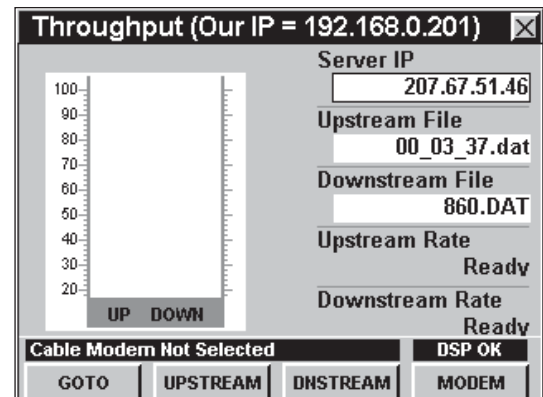 Throughput (Our IP = 192.168.0.201)
Server IP
207.67.51.46
Upstream File
00_03_37.dat
Downstream File
860.DAT
Upstream Rate
Ready
Downstream Rate
Ready
100
90
80
70
60
50
40
30
20
UP DOWN
Cable Modem Not Selected
DSP OK
GOTO UPSTREAM DNSTREAM MODEM